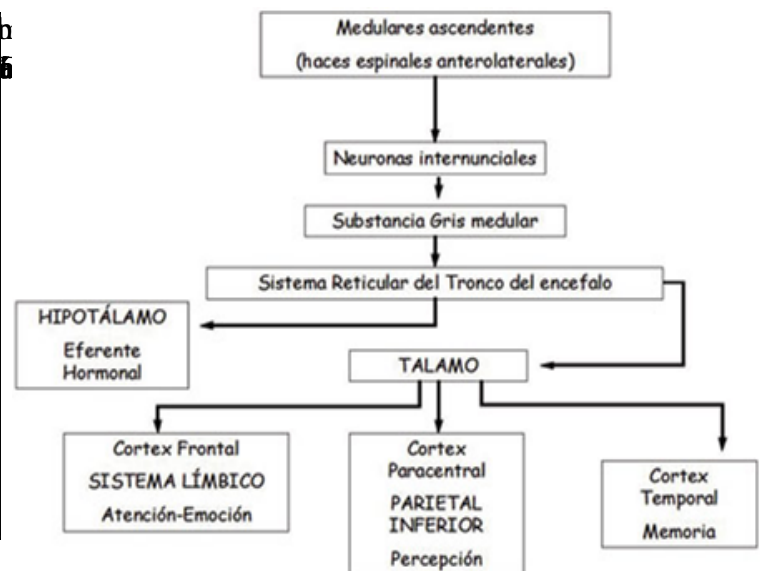 Medulares ascendentes
(haces espinales anterolaterales)
Neuronas internunciales
Substancia Gris medular
Sistema Reticular del Tronco del encefalo
HIPOTÁLAMO
Eferente
Hormonal
TALAMO
Cortex Frontal
SISTEMA LÍMBICO
Atención-Emoción
Cortex
Paracentral
PARIETAL
INFERIOR
Percepción
Cortex
Temporal
Memoria